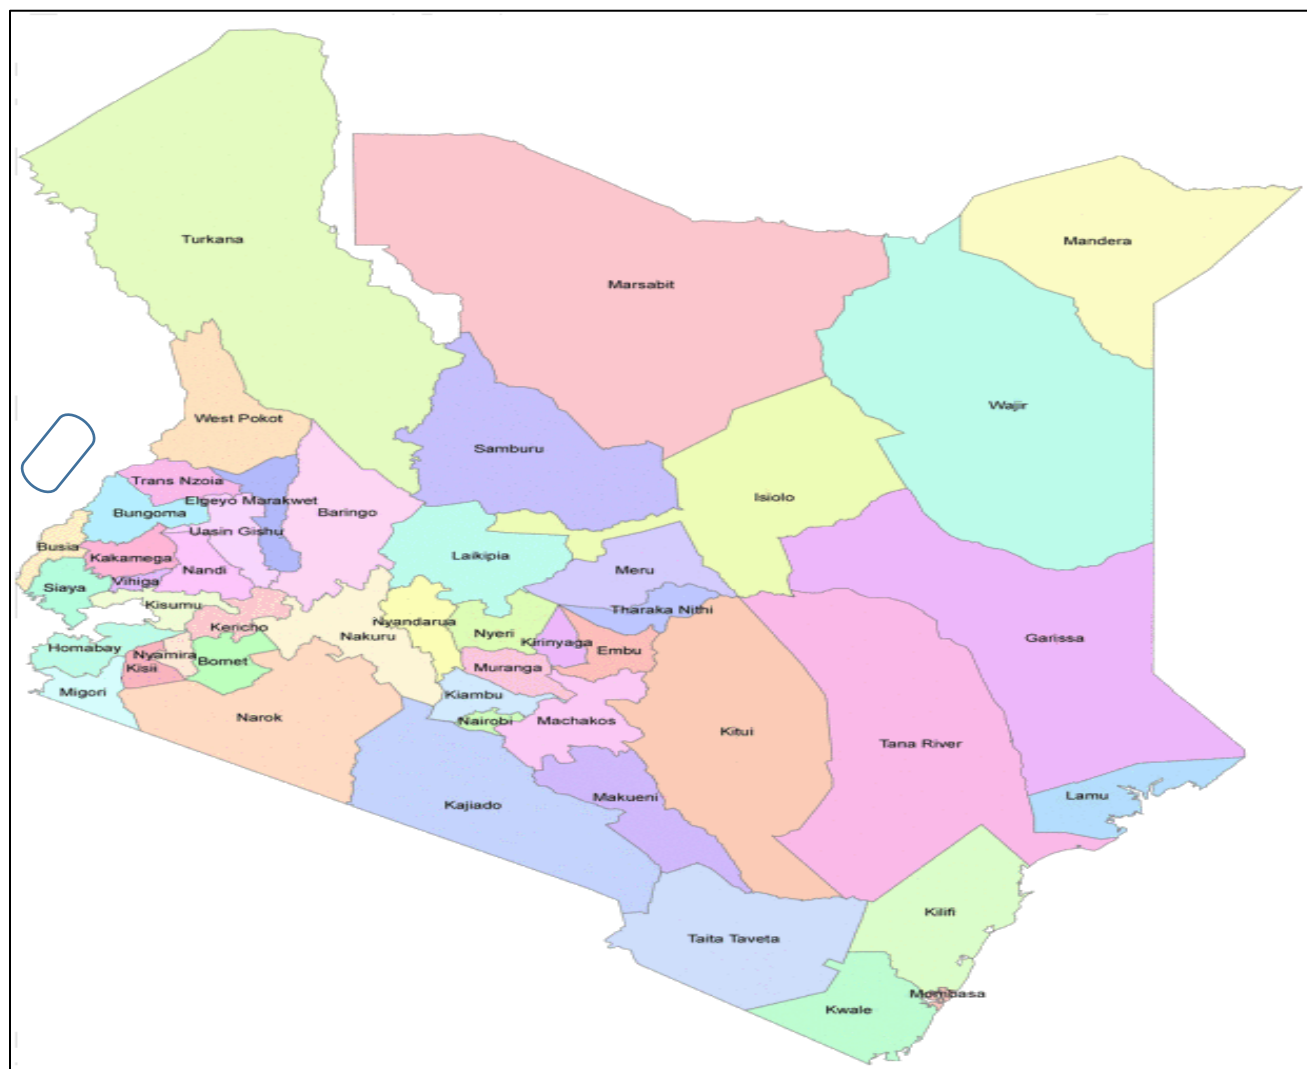 Turkana
Mandera
Marsabit
Wajir
West Pokot
Samburu
Trans Nzoia
Elgeyo Marakwet
Isiolo
Bungoma
Baringo
Uasin Gishu
Busia
Kakamega
Laikipia
Nandi
Meru
Vihiga
Siaya
Kisumu
Tharaka Nithi
Kericho
Nyandarua
Nakuru
Nyeri
Kirinyaga
Garissa
Homabay
Nyamira
Embu
Bomet
Kisii
Muranga
Migori
Kiambu
Narok
Nairobi
Machakos
Kitui
Tana River
Kajiado
Makueni
Lamu
Kilifi
Taita Taveta
Mombasa
Kwale